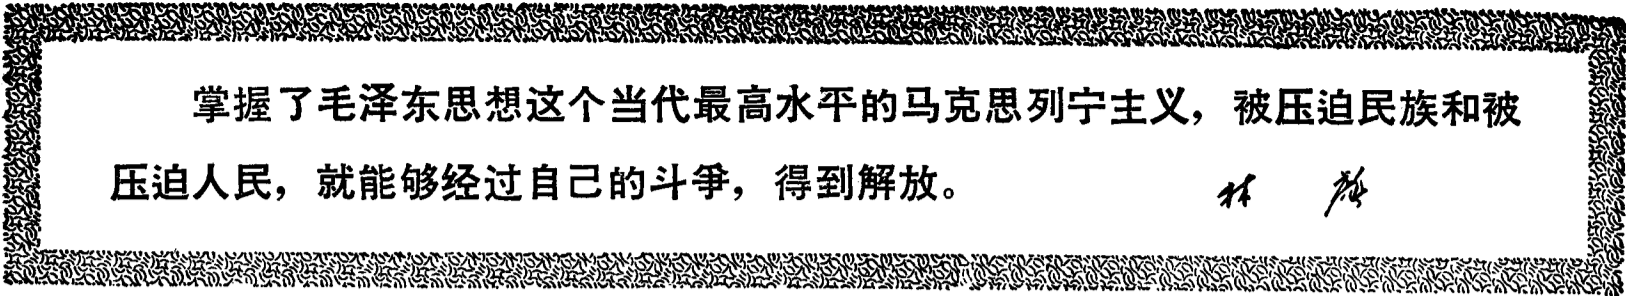 掌握了毛泽东思想这个当代最高水平的马克思列宁主义，被压迫民族和被
压迫人民，就能够经过自己的斗爭，得到解放。
林彪